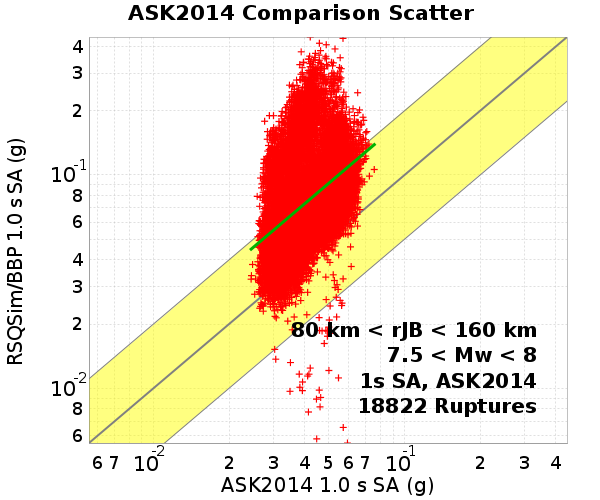 ASK2014 Comparison Scatter
RSQSim/BBP 1.0 s SA (g)
4
3
2
10-1
8
6
4
3
2
10-2
8
6
80 km < rJB < 160 km
7.5 < Mw < 8
1s SA, ASK2014
18822 Ruptures
6 7 10-2 2 3 4 5 6 7 10-1 2 3 4
ASK2014 1.0 s SA (g)